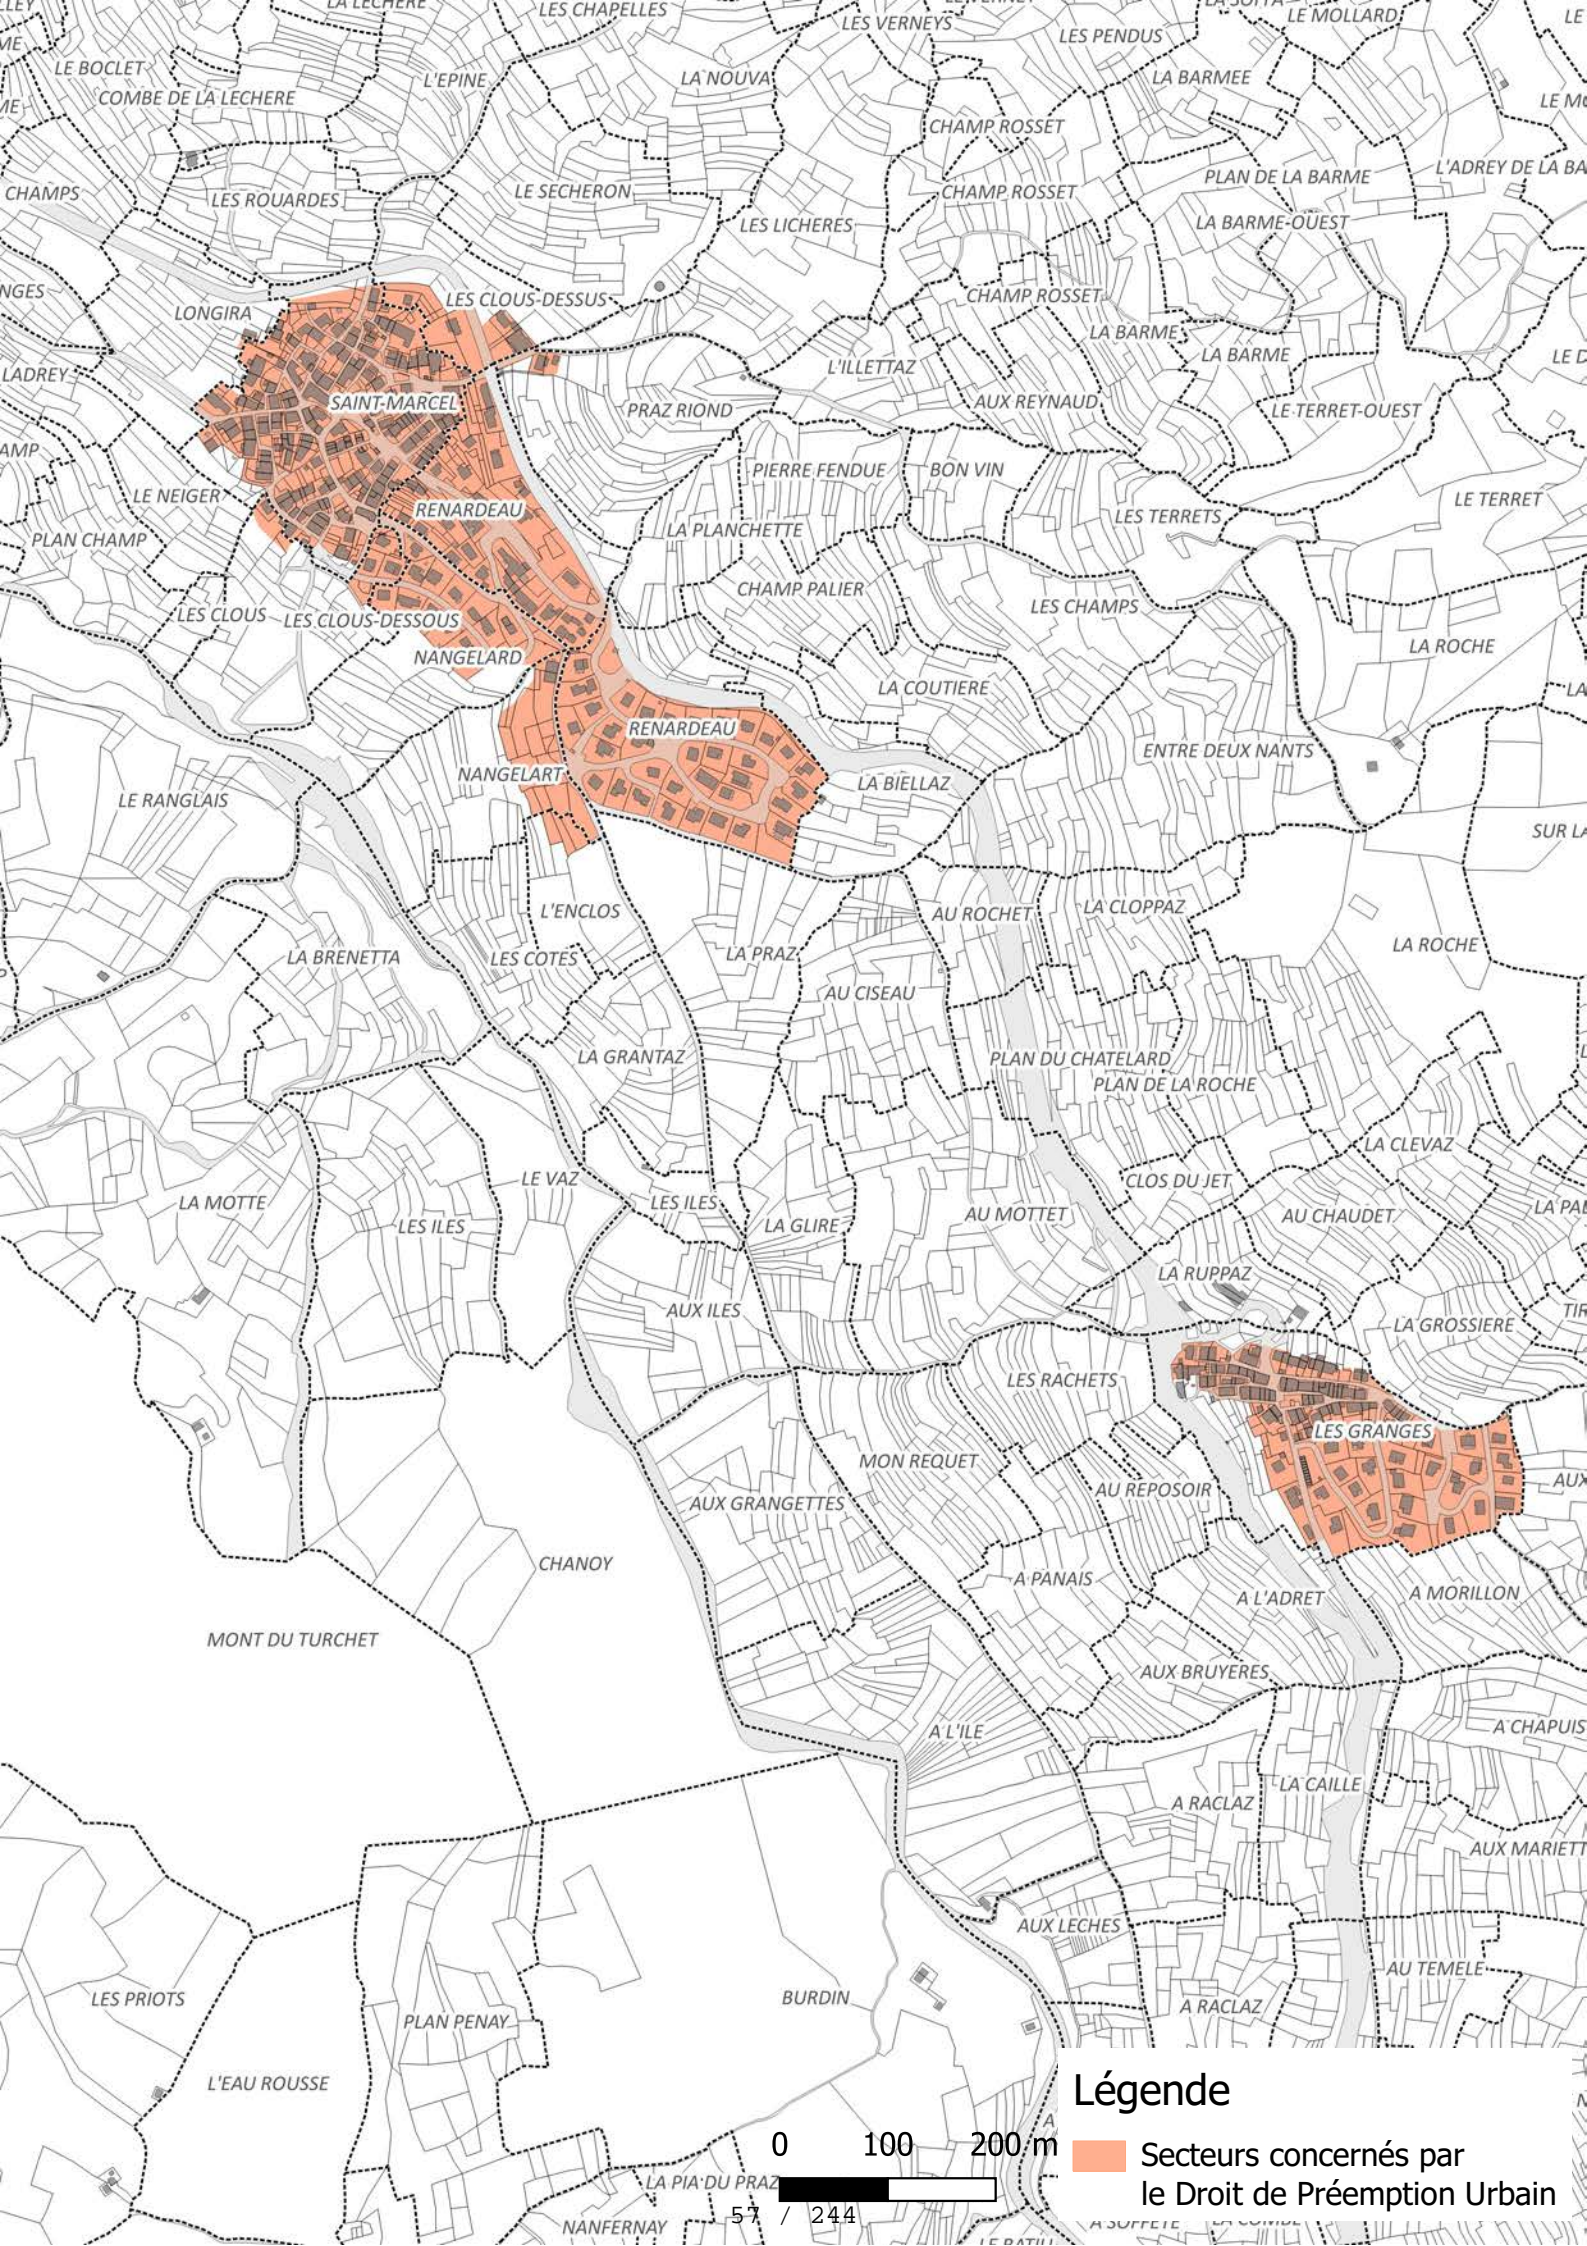 LA LECHERE
LES CHAPELLES
LES VERNEYS
LE MOLLARD
LES PENDUS
LE BOCLET
L'EPINE
LA NOUVA
LA BARMEE
COMBE DE LA LECHERE
CHAMP ROSSET
L'ADREY DE LA BA
PLAN DE LA BARME
CHAMPS
LES ROUARDES
LE SECHERON
CHAMP ROSSET
LES LICHERES
LA BARME-OUEST
LES CLOUS-DESSUS
CHAMP ROSSET
LONGIRA
LA BARME
LA BARME
L'ILLETTAZ
LADREY
SAINT-MARCEL
PRAZ RIOND
AUX REYNAUD
LE TERRET-OUEST
PIERRE FENDUE
BON VIN
LE NEIGER
LE TERRET
RENARDEAU
LES TERRETS
LA PLANCHETTE
PLAN CHAMP
CHAMP PALIER
LES CHAMPS
LES CLOUS
LES CLOUS-DESSOUS
LA ROCHE
NANGELARD
LA COUTIERE
RENARDEAU
ENTRE DEUX NANTS
NANGELART
LA BIELLAZ
LE RANGLAIS
SUR LA
L'ENCLOS
AU ROCHET
LA CLOPPAZ
LA ROCHE
LA BRENETTA
LES COTES
LA PRAZ
AU CISEAU
LA GRANTAZ
PLAN DU CHATELARD
PLAN DE LA ROCHE
LA CLEVAZ
LE VAZ
CLOS DU JET
LA MOTTE
LES ILES
LES ILES
LA GLIRE
AU MOTTET
AU CHAUDET
LA PAL
LA RUPPAZ
AUX ILES
LA GROSSIERE
TIR
LES RACHETS
LES GRANGES
MON REQUET
AU REPOSOIR
AUX
AUX GRANGETTES
CHANOY
A PANAIS
A L'ADRET
A MORILLON
MONT DU TURCHET
AUX BRUYERES
A L'ILE
A CHAPUIS
LA CAILLE
A RACLAZ
AUX MARIETT
AUX LECHES
AU TEMELE
LES PRIOTS
BURDIN
A RACLAZ
PLAN PENAY
L'EAU ROUSSE
Légende
0 100 200 m
Secteurs concernés par
le Droit de Préemption Urbain
LA PIA DU PRAZ
57 / 244
NANFERNAY